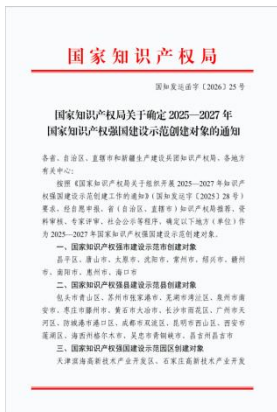 国家知识产权局
国知发运函字〔2026〕25号
国家知识产权局关于确定2025—2027年
国家知识产权强国建设示范创建对象的通知
各省、自治区、直辖市和新疆生产建设兵团知识产权局，各地方
有关中心：
按照《国家知识产权局关于组织开展2025—2027年知识产
权强国建设示范创建工作的通知》（国知发运函字〔2025〕28号）
要求，经自愿申报、省（自治区、直辖市）知识产权局推荐、资
料审核、专家评审、社会公示等程序，确定以下地方（单位）作
为2025—2027年国家知识产权强国建设示范创建对象。
一、国家知识产权强市建设示范市创建对象
昌平区、唐山市、太原市、沈阳市、常州市、绍兴市、赣州
市、南阳市、惠州市、海口市
二、国家知识产权强县建设示范县创建对象
包头市青山区、苏州市张家港市、芜湖市湾沚区、泉州市南
安市、枣庄市滕州市、黄石市大冶市、长沙市雨花区、广州市天
河区、防城港市港口区、成都市双流区、昆明市西山区、西安市
莲湖区、海西州格尔木市、吴忠市青铜峡市、昌吉州昌吉市
三、国家知识产权强国建设示范园区创建对象
天津滨海高新技术产业开发区、石家庄高新技术产业开发